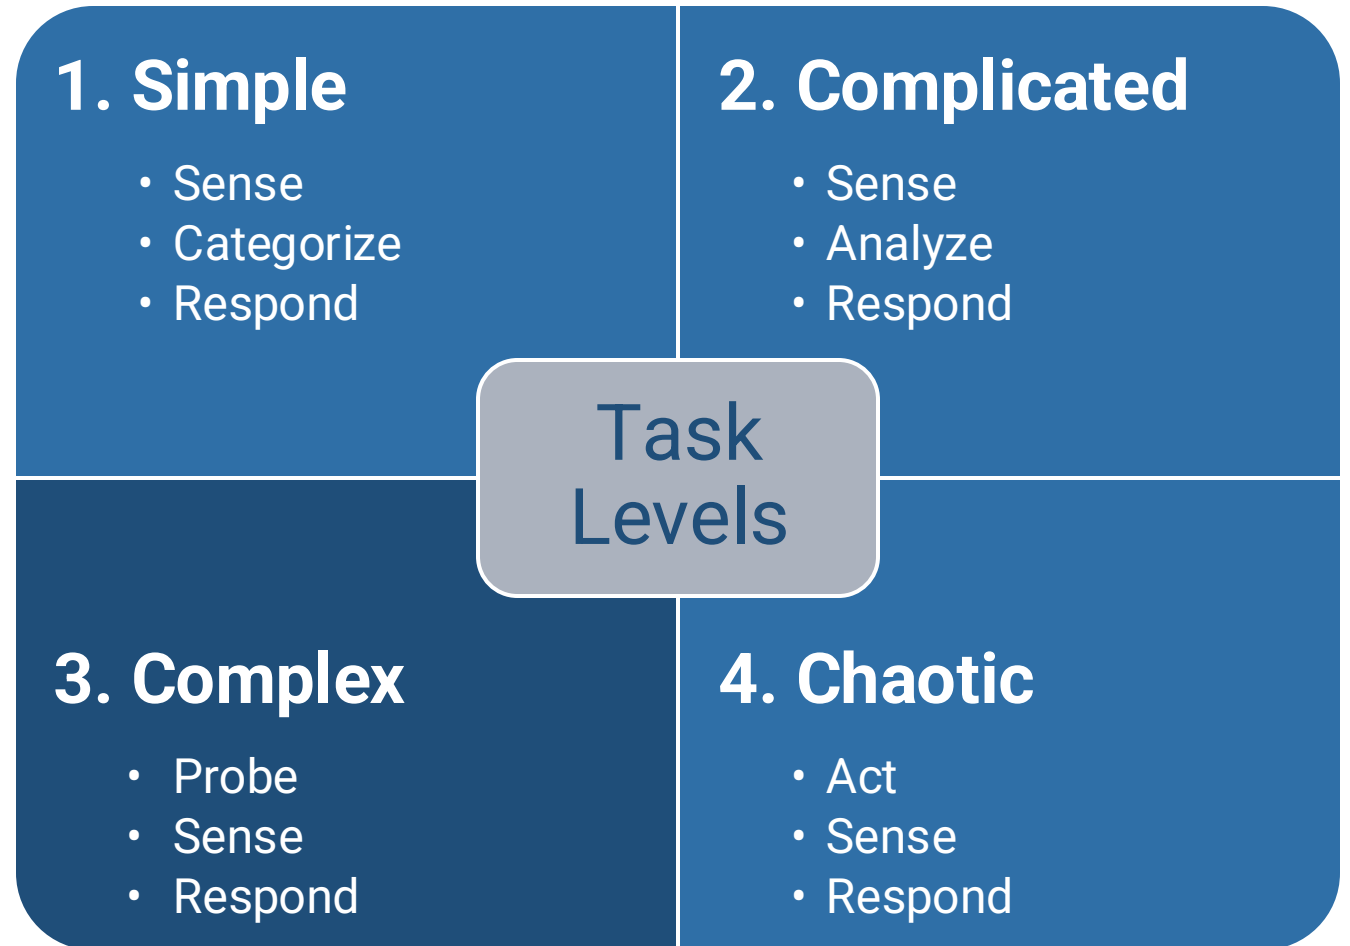 1. Simple
• Sense
• Categorize
• Respond
2. Complicated
• Sense
• Analyze
• Respond
Task
Levels
3. Complex
• Probe
• Sense
• Respond
4. Chaotic
• Act
• Sense
• Respond